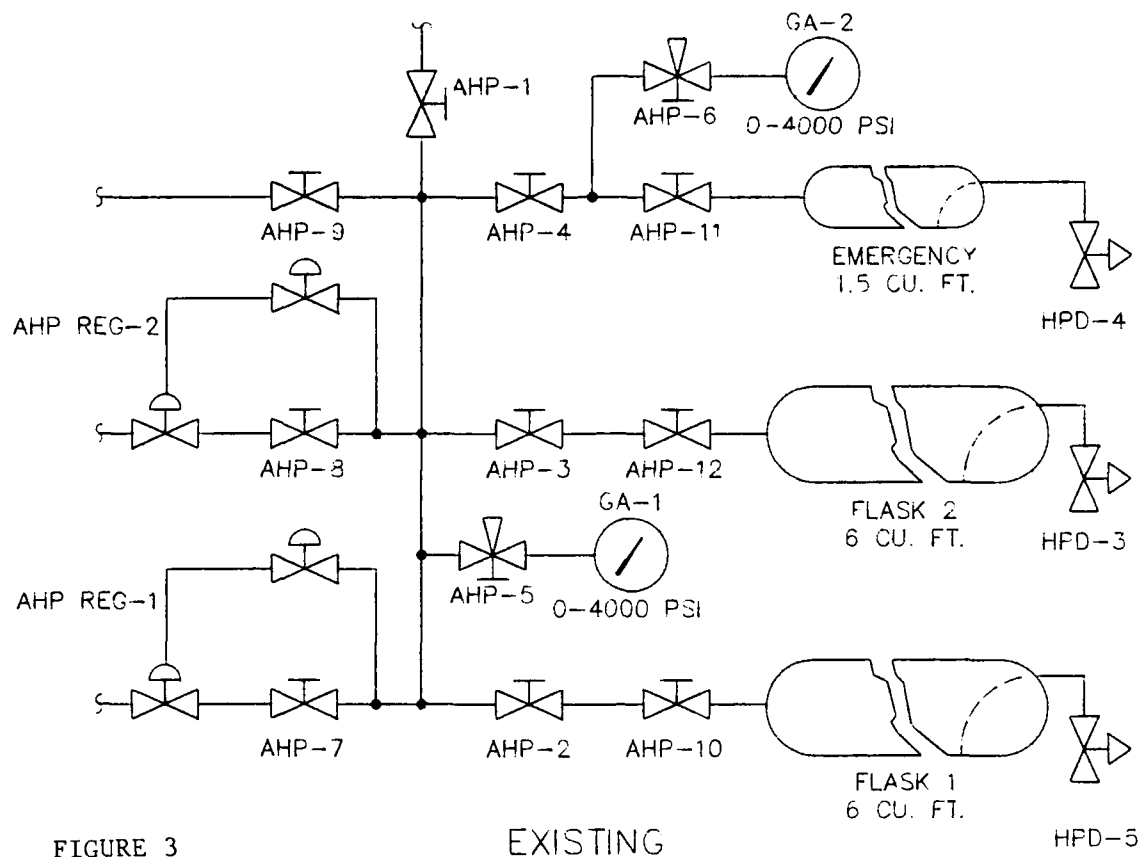 GA-2
AHP-1
AHP-6
0-4000 PSI
AHP-9
AHP-4
AHP-11
EMERGENCY
1.5 CU. FT.
HPD-4
AHP REG-2
AHP-8
AHP-3
AHP-12
FLASK 2
6 CU. FT.
HPD-3
GA-1
AHP-5
0-4000 PSI
AHP REG-1
AHP-7
AHP-2
AHP-10
FLASK 1
6 CU. FT.
HPD-5
FIGURE 3
EXISTING